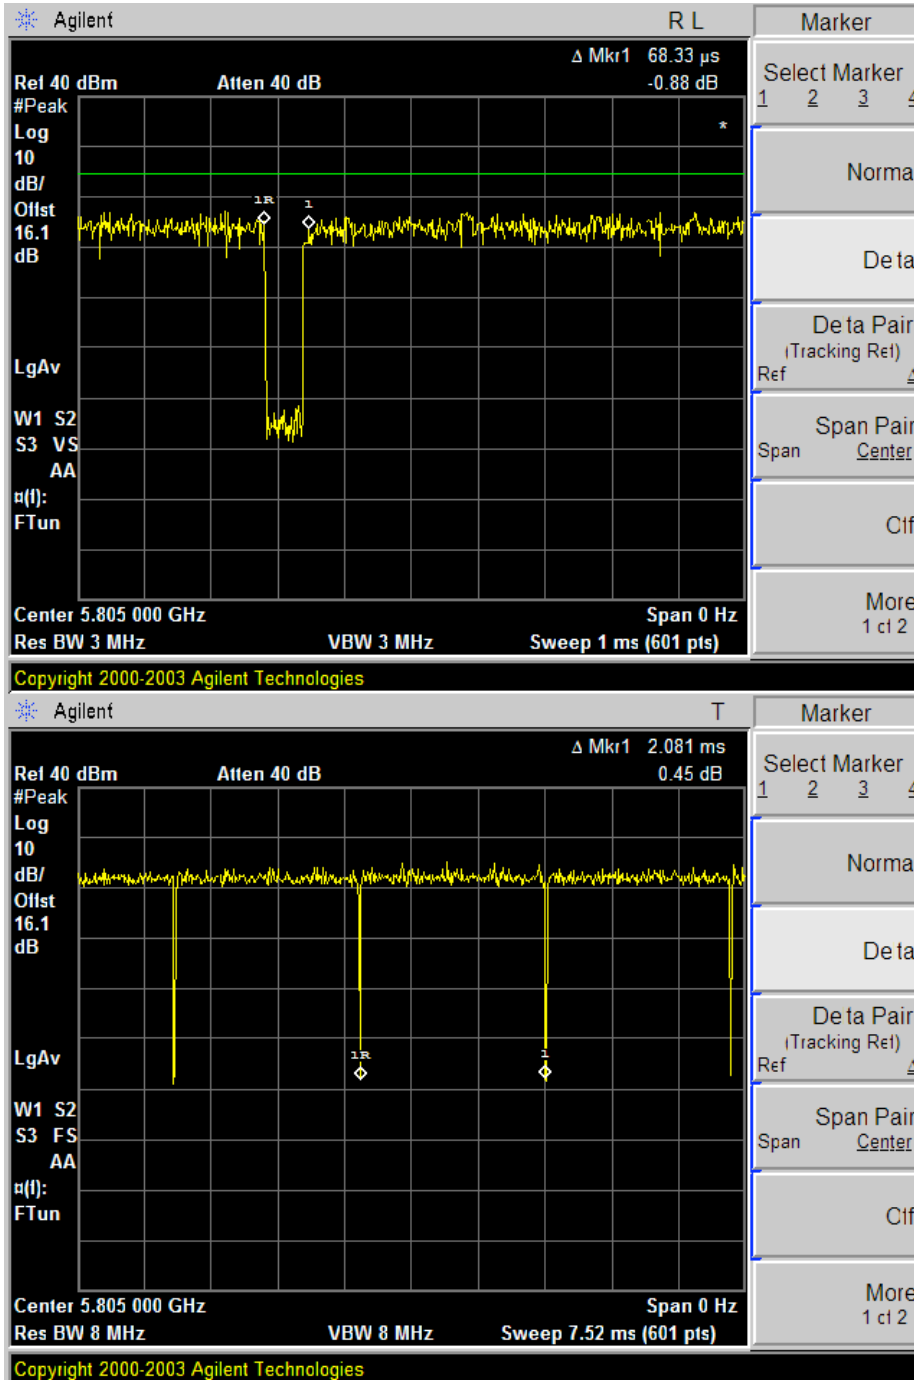 Agilent R L Marker
Δ Mkr1 68.33 µs
Ref 40 dBm Atten 40 dB -0.88 dB
#Peak
Log
10
dB/
Offst
16.1
dB
LgAv
W1 S2
S3 VS
AA
¤(f):
FTun
*
1R
1
Center 5.805 000 GHz Span 0 Hz
Res BW 3 MHz VBW 3 MHz Sweep 1 ms (601 pts)
Select Marker
1 2 3 4
Norma
De ta
De ta Pair
(Tracking Ref)
Ref Δ
Span Pair
Span Center
Off
More
1 of 2
Copyright 2000-2003 Agilent Technologies
Agilent T Marker
Δ Mkr1 2.081 ms
Ref 40 dBm Atten 40 dB 0.45 dB
#Peak
Log
10
dB/
Offst
16.1
dB
LgAv
W1 S2
S3 FS
AA
¤(f):
FTun
1R
1
Center 5.805 000 GHz Span 0 Hz
Res BW 8 MHz VBW 8 MHz Sweep 7.52 ms (601 pts)
Select Marker
1 2 3 4
Norma
De ta
De ta Pair
(Tracking Ref)
Ref Δ
Span Pair
Span Center
Off
More
1 of 2
Copyright 2000-2003 Agilent Technologies